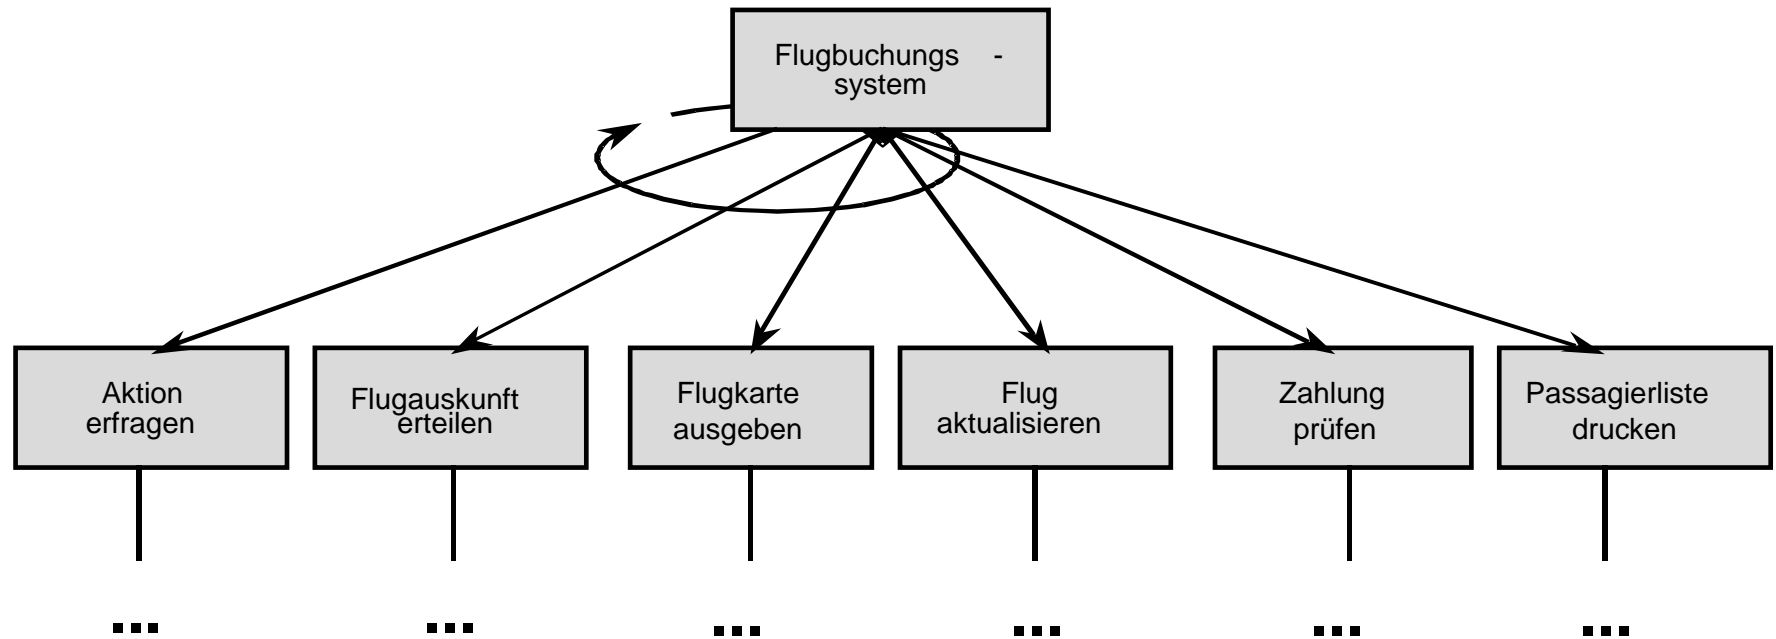 Flugbuchungs -
system
Aktion
erfragen
Flugauskunft
erteilen
Flugkarte
ausgeben
Flug
aktualisieren
Zahlung
prüfen
Passagierliste
drucken
...
...
...
...
...
...